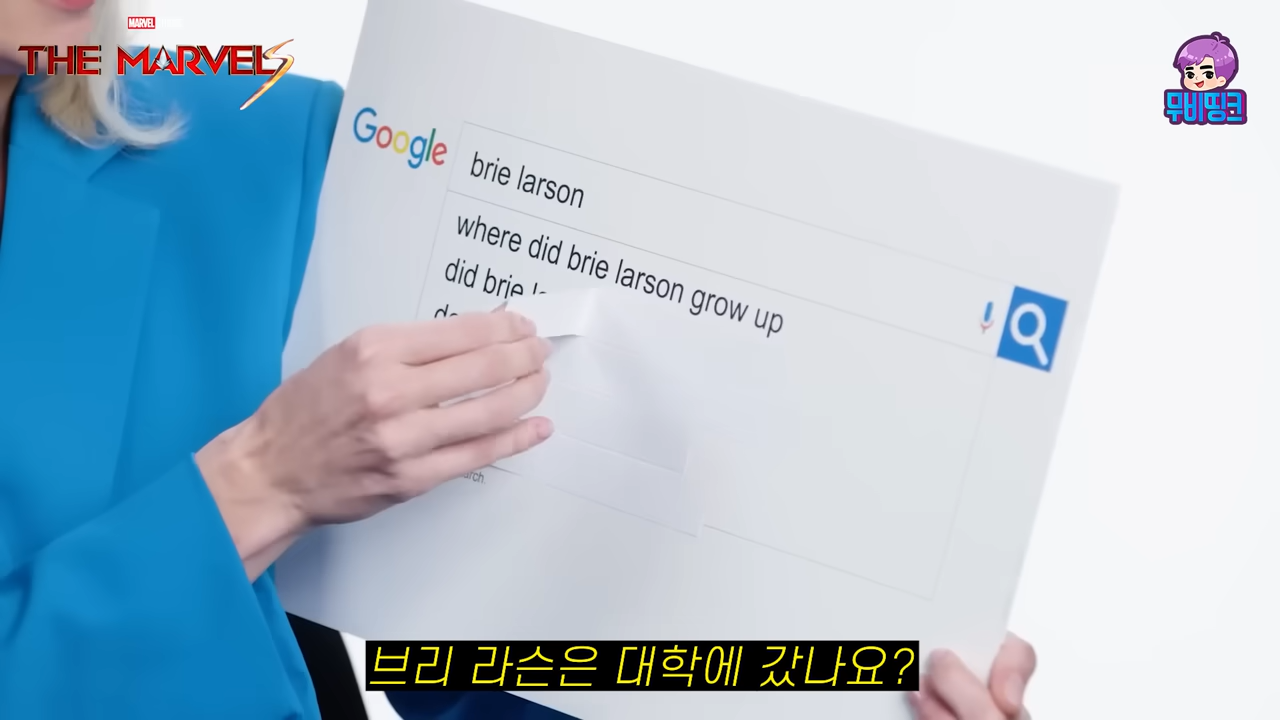 MARVEL
THE MARVELS
무비띵크
Google
brie larson
where did brie larson grow up
did brie
브리 라슨은 대학에 갔나요?